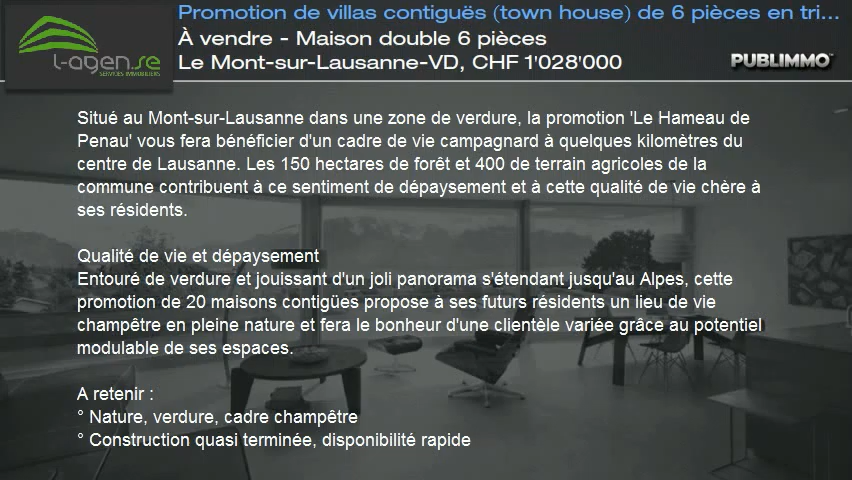 Promotion de villas contiguës (town house) de 6 pièces en tri...
À vendre - Maison double 6 pièces
Le Mont-sur-Lausanne-VD, CHF 1'028'000
l-agen.se
SERVICES IMMOBILIERS
PUBLIMMO
Situé au Mont-sur-Lausanne dans une zone de verdure, la promotion 'Le Hameau de
Penau' vous fera bénéficier d'un cadre de vie campagnard à quelques kilomètres du
centre de Lausanne. Les 150 hectares de forêt et 400 de terrain agricoles de la
commune contribuent à ce sentiment de dépaysement et à cette qualité de vie chère à
ses résidents.
Qualité de vie et dépaysement
Entouré de verdure et jouissant d'un joli panorama s'étendant jusqu'au Alpes, cette
promotion de 20 maisons contigües propose à ses futurs résidents un lieu de vie
champêtre en pleine nature et fera le bonheur d'une clientèle variée grâce au potentiel
modulable de ses espaces.
A retenir :
° Nature, verdure, cadre champêtre
° Construction quasi terminée, disponibilité rapide